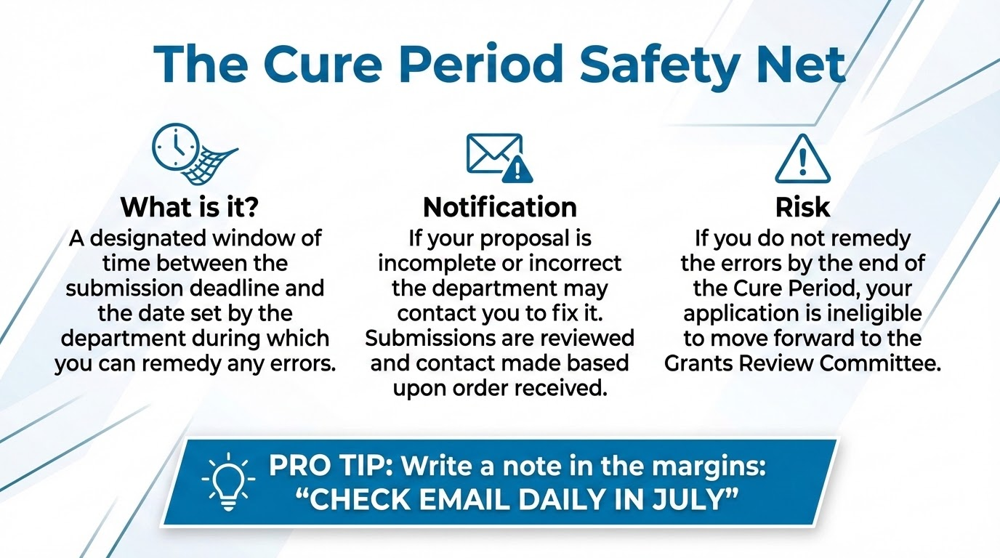 The Cure Period Safety Net
What is it?
A designated window of
time between the
submission deadline and
the date set by the
department during which
you can remedy any errors.
Notification
If your proposal is
incomplete or incorrect
the department may
contact you to fix it.
Submissions are reviewed
and contact made based
upon order received.
Risk
If you do not remedy
the errors by the end of
the Cure Period, your
application is ineligible
to move forward to the
Grants Review Committee.
PRO TIP: Write a note in the margins:
“CHECK EMAIL DAILY IN JULY”